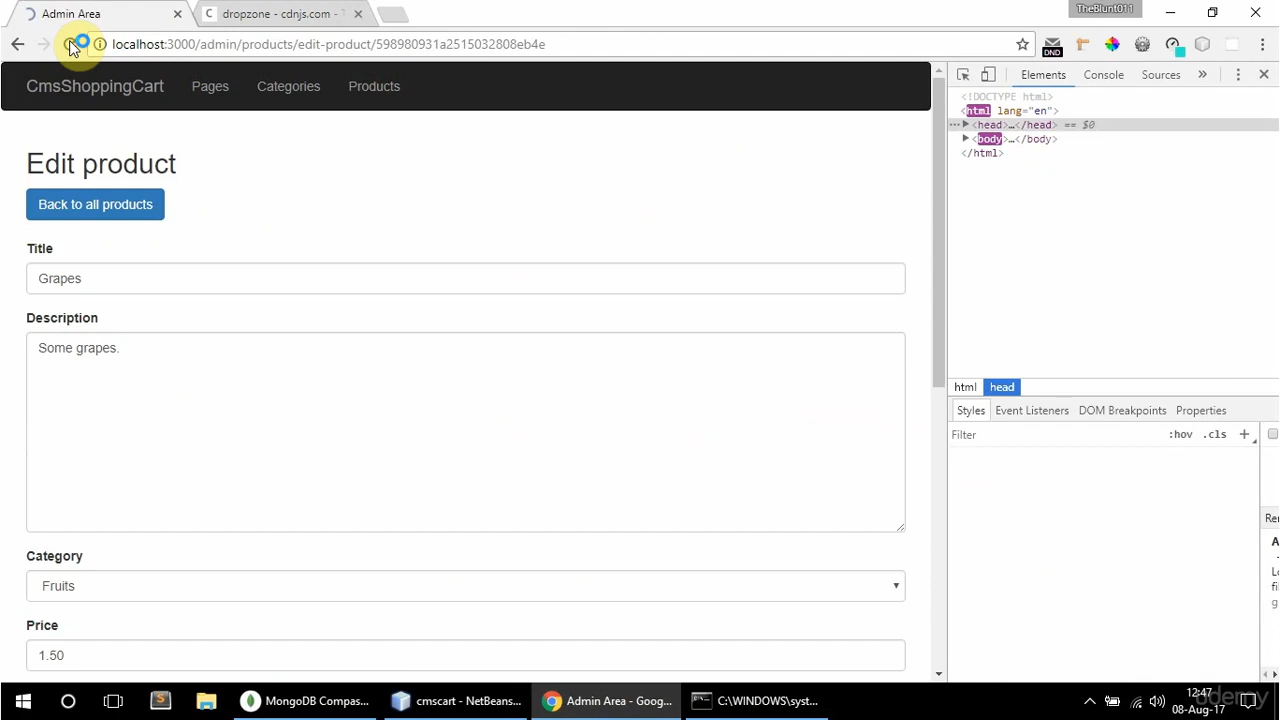 Admin Area
dropzone - cdnjs.com - T
TheBlunt011
localhost:3000/admin/products/edit-product/598980931a2515032808eb4e
DND
CmsShoppingCart
Pages
Categories
Products
Elements
Console
Sources
<!DOCTYPE html>
<html lang="en">
<head>…</head> == $0
<body>…</body>
</html>
Edit product
Back to all products
Title
Grapes
Description
Some grapes.
html
head
Styles
Event Listeners
DOM Breakpoints
Properties
Filter
:hov
.cls
Category
Fruits
Price
1.50
MongoDB Compas...
cmscart - NetBeans...
Admin Area - Goog...
C:\WINDOWS\syst...
12:47
08-Aug-17
udemy